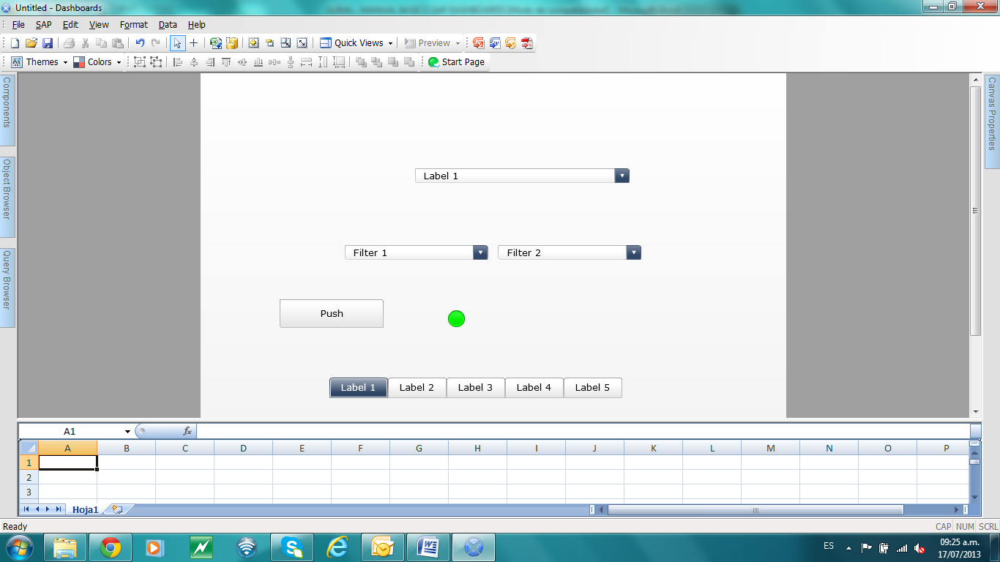 Untitled - Dashboards
File SAP Edit View Format Data Help
Quick Views Preview
Themes Colors Start Page
Components
Object Browser
Query Browser
Canvas Properties
Label 1
Filter 1 Filter 2
Push
Label 1 Label 2 Label 3 Label 4 Label 5
A1 fx
A B C D E F G H I J K L M N O P
1
2
3
Hoja1
Ready CAP NUM SCRL
ES 09:25 a.m.
17/07/2013